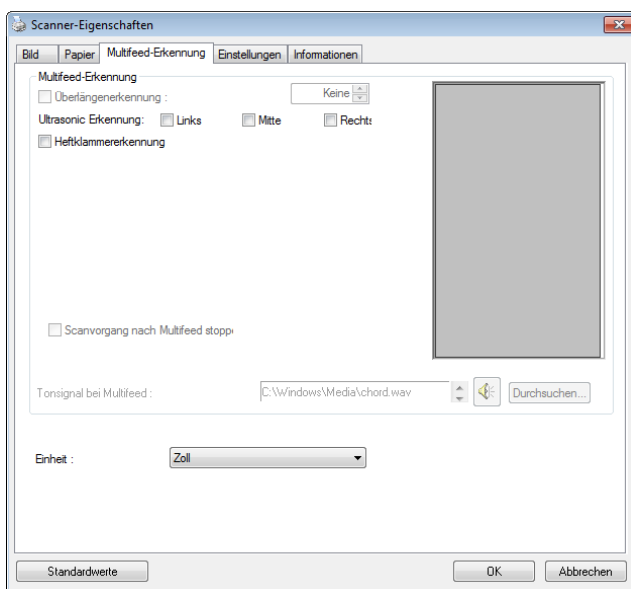 Scanner-Eigenschaften
Bild Papier Multifeed-Erkennung Einstellungen Informationen
Multifeed-Erkennung
Überlängenerkennung : Keine
Ultrasonic Erkennung: Links Mitte Rechts
Heftklammererkennung
Scanvorgang nach Multifeed stoppe
Tonsignal bei Multifeed : C:\Windows\Media\chord.wav Durchsuchen...
Einheit : Zoll
Standardwerte OK Abbrechen